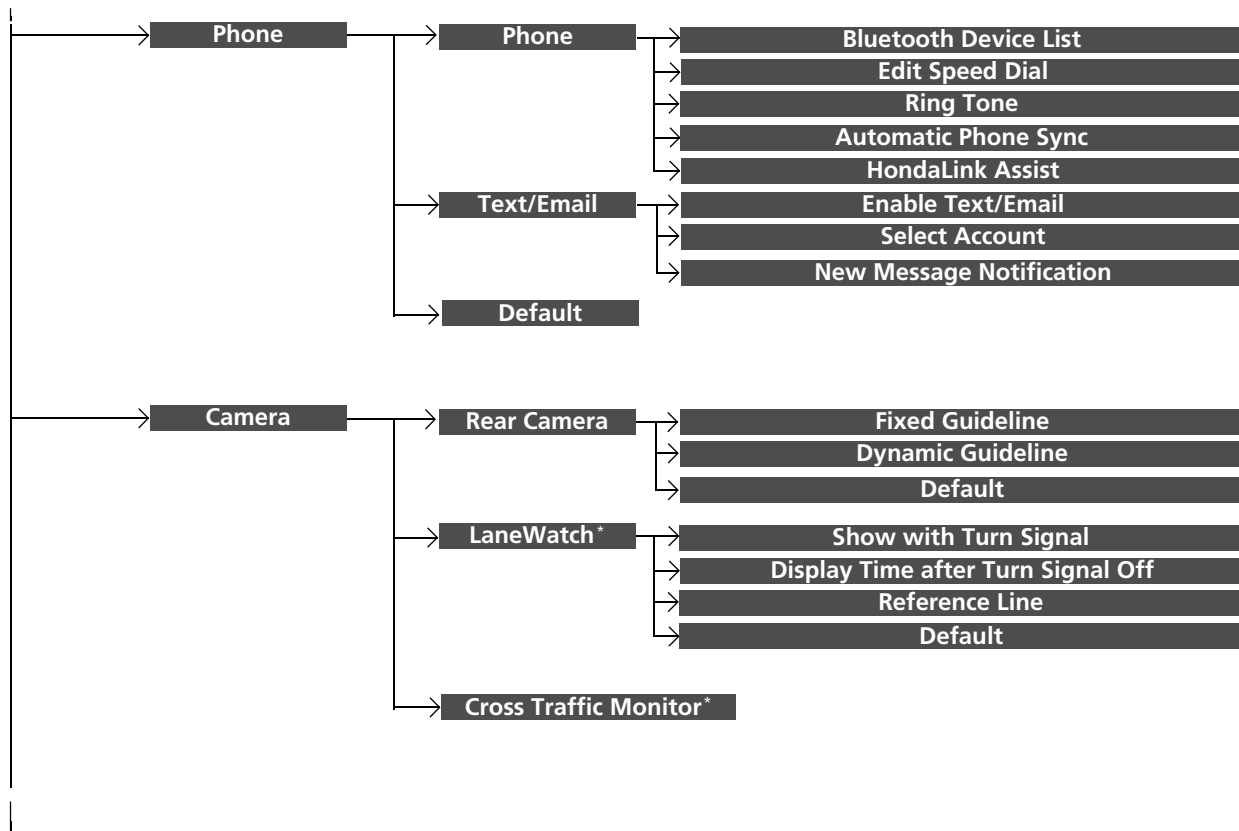 Phone
Phone
Bluetooth Device List
Edit Speed Dial
Ring Tone
Automatic Phone Sync
HondaLink Assist
Text/Email
Enable Text/Email
Select Account
New Message Notification
Default
Camera
Rear Camera
Fixed Guideline
Dynamic Guideline
Default
LaneWatch*
Show with Turn Signal
Display Time after Turn Signal Off
Reference Line
Default
Cross Traffic Monitor*